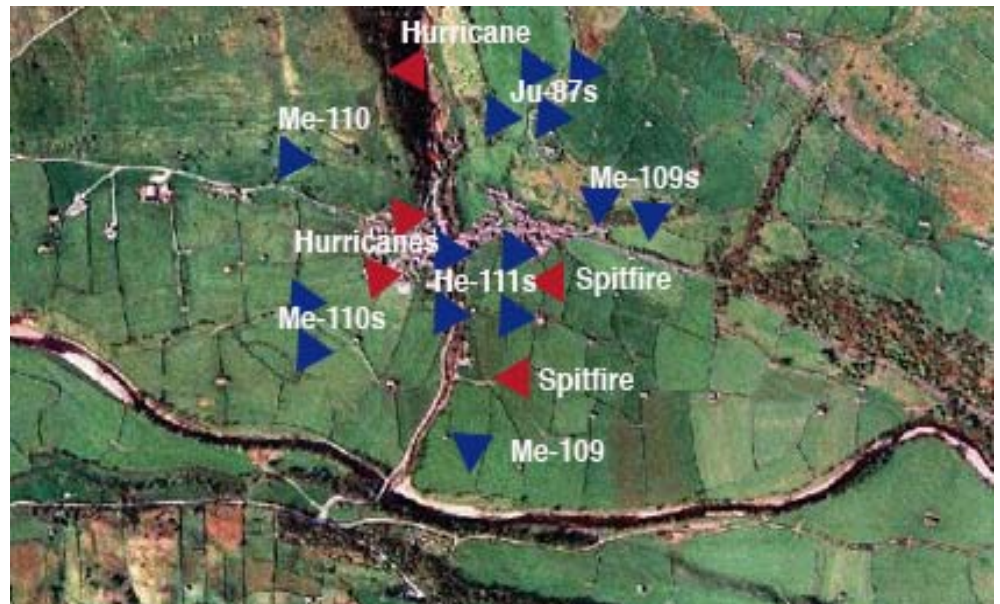 Hurricane
Ju-87s
Me-110
Me-109s
Hurricanes
He-111s
Spitfire
Me-110s
Spitfire
Me-109